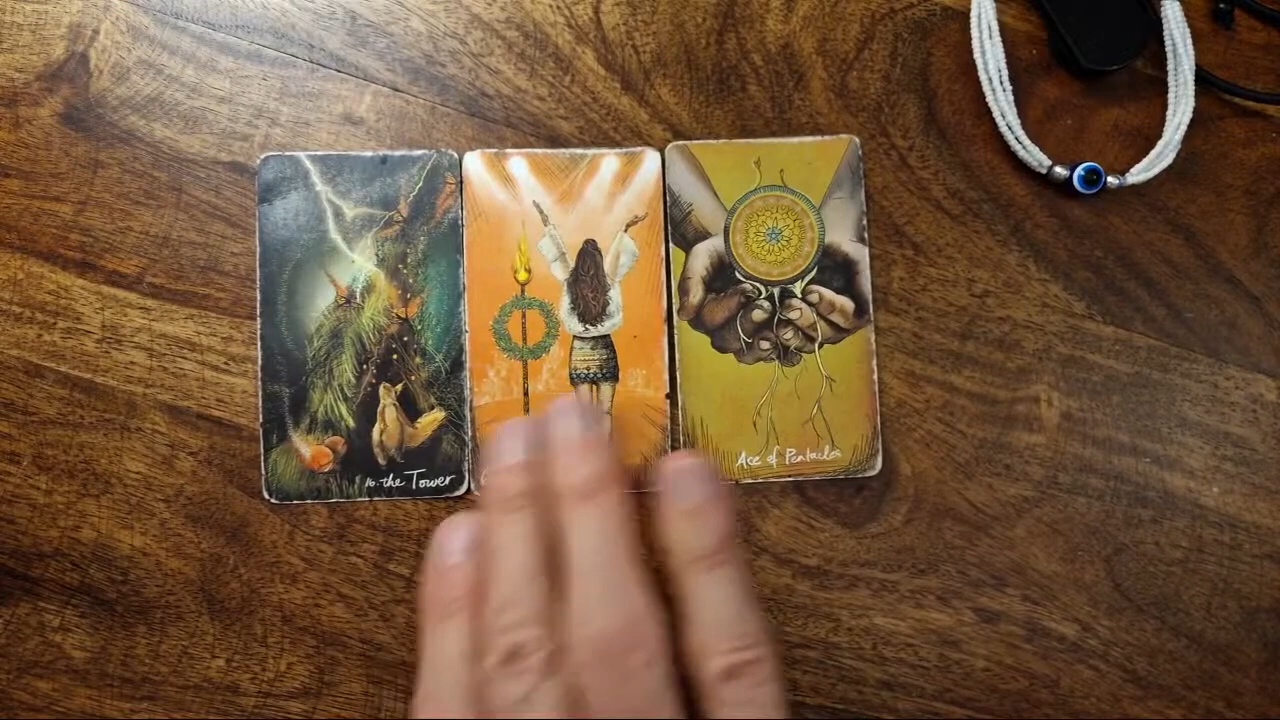 16. the Tower
Ace of Pentacles